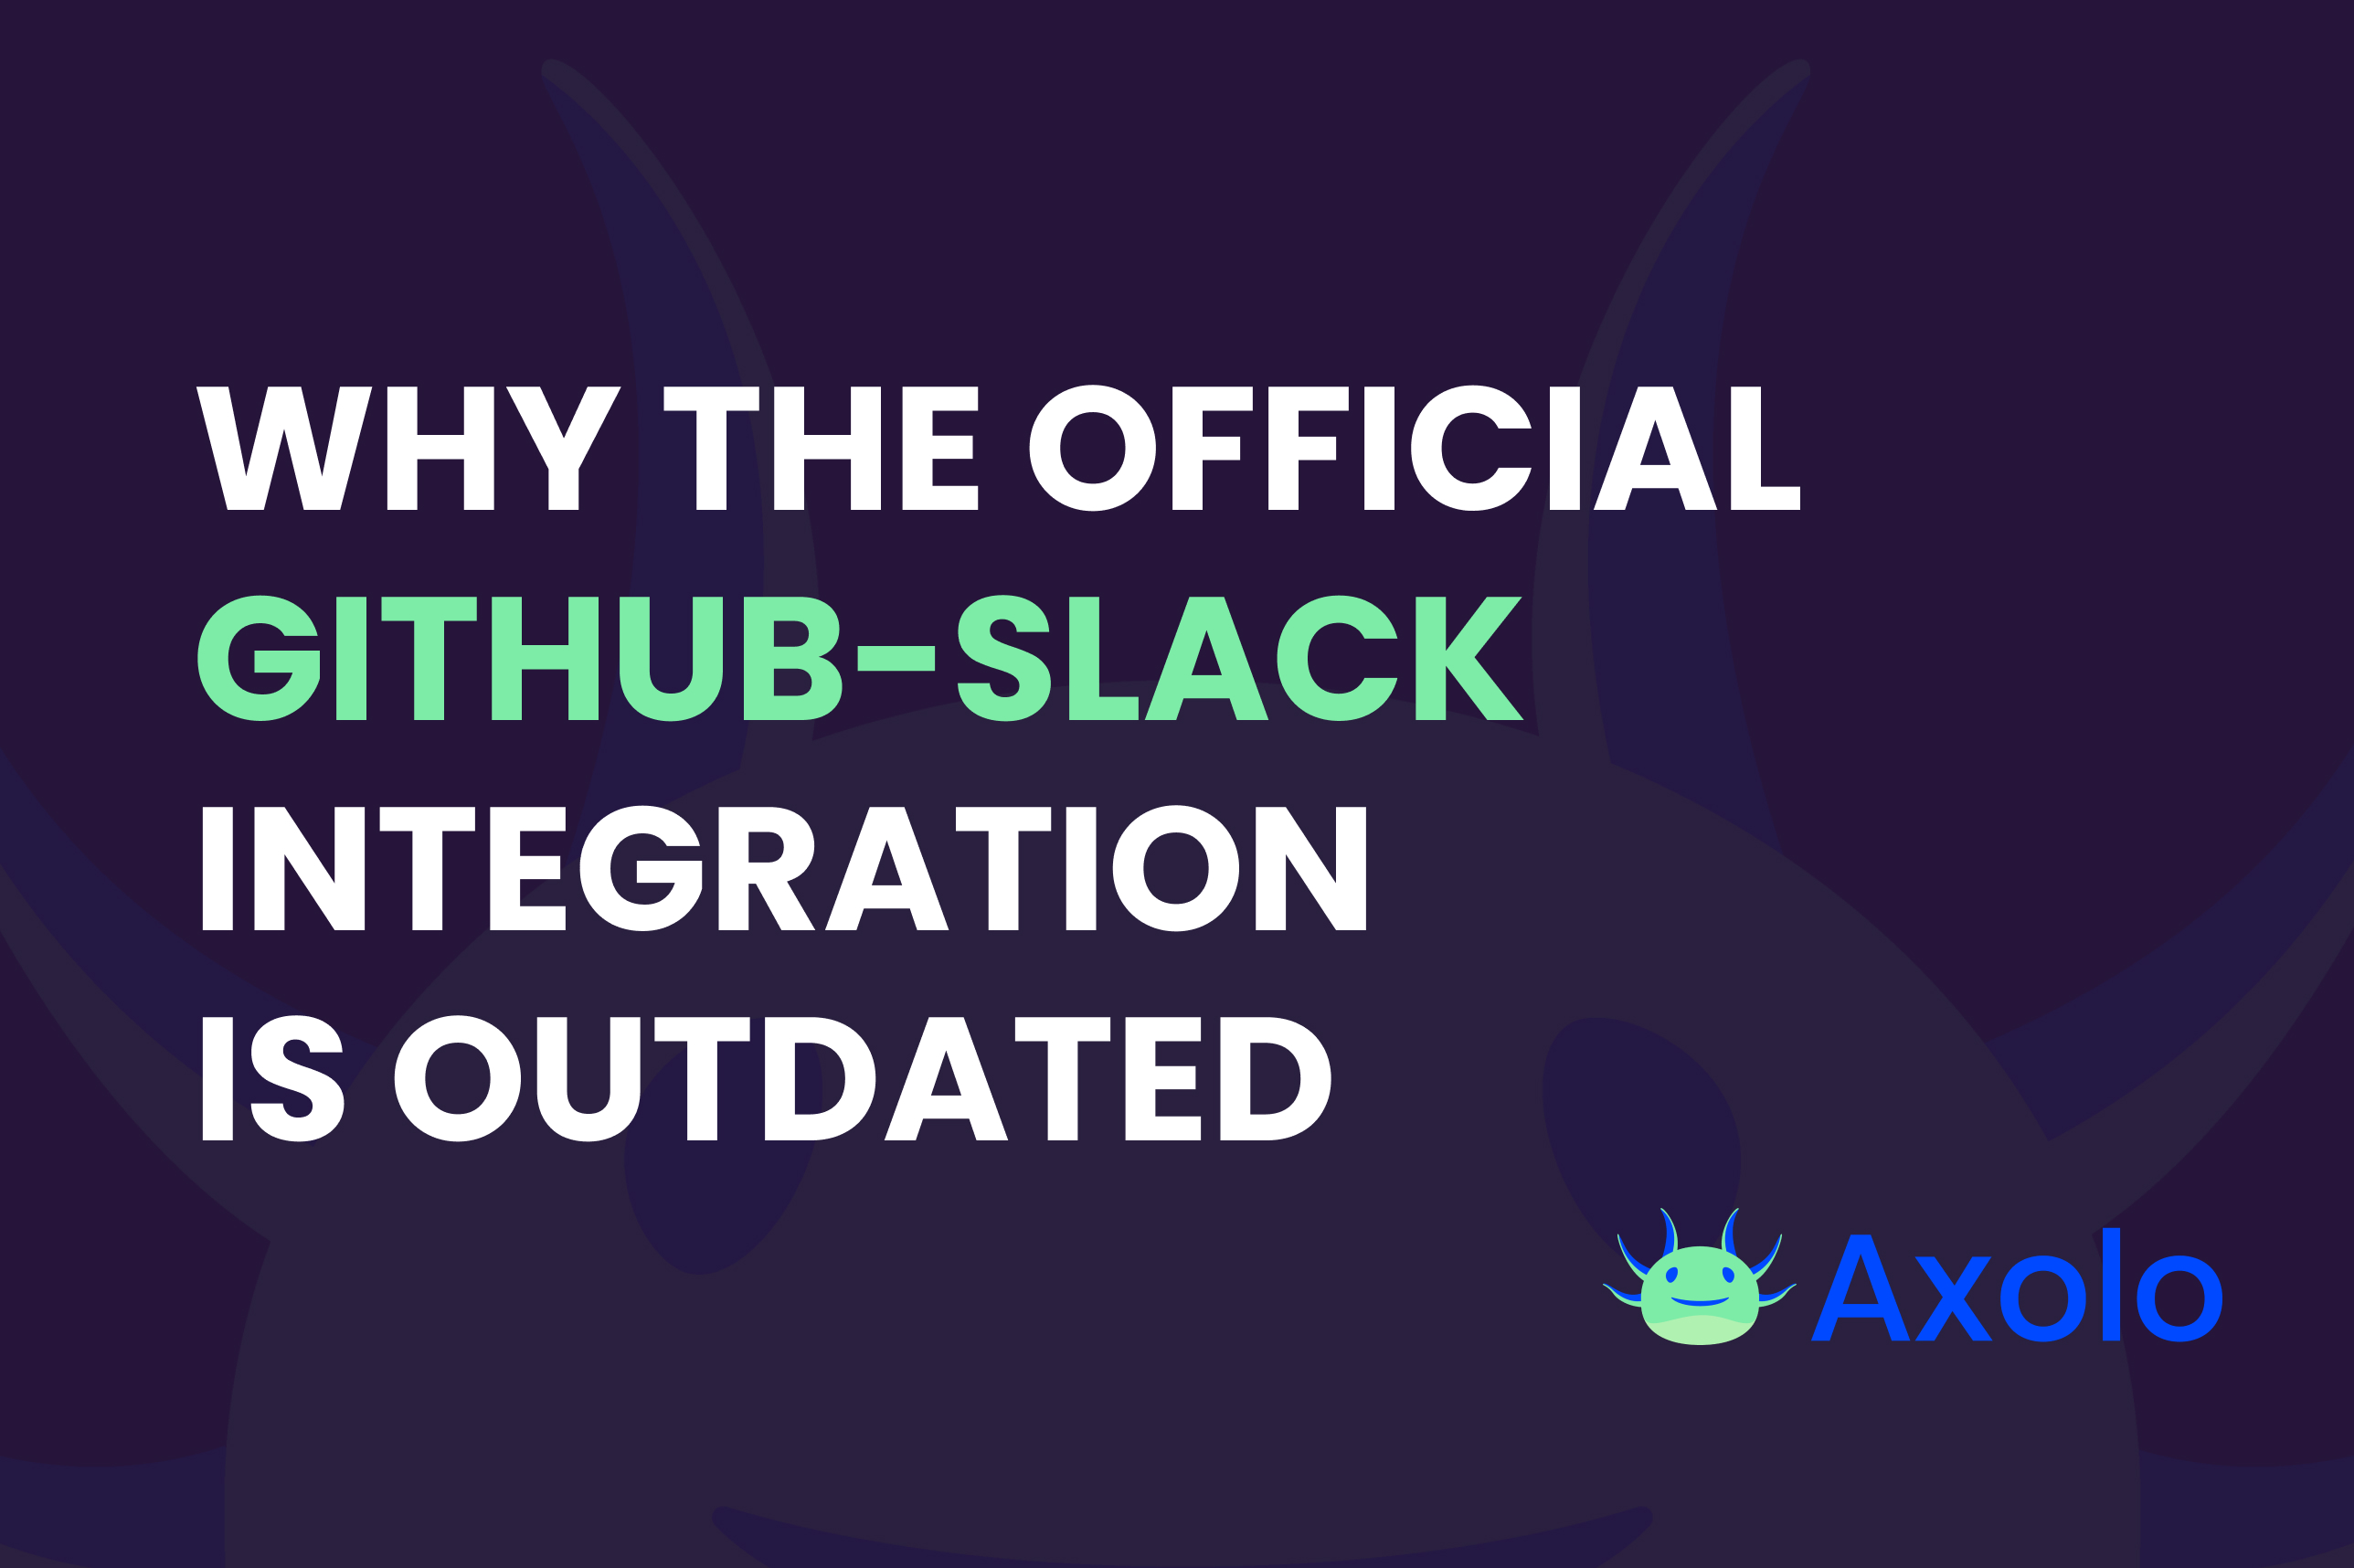 WHY THE OFFICIAL
GITHUB-SLACK
INTEGRATION
IS OUTDATED
Axolo